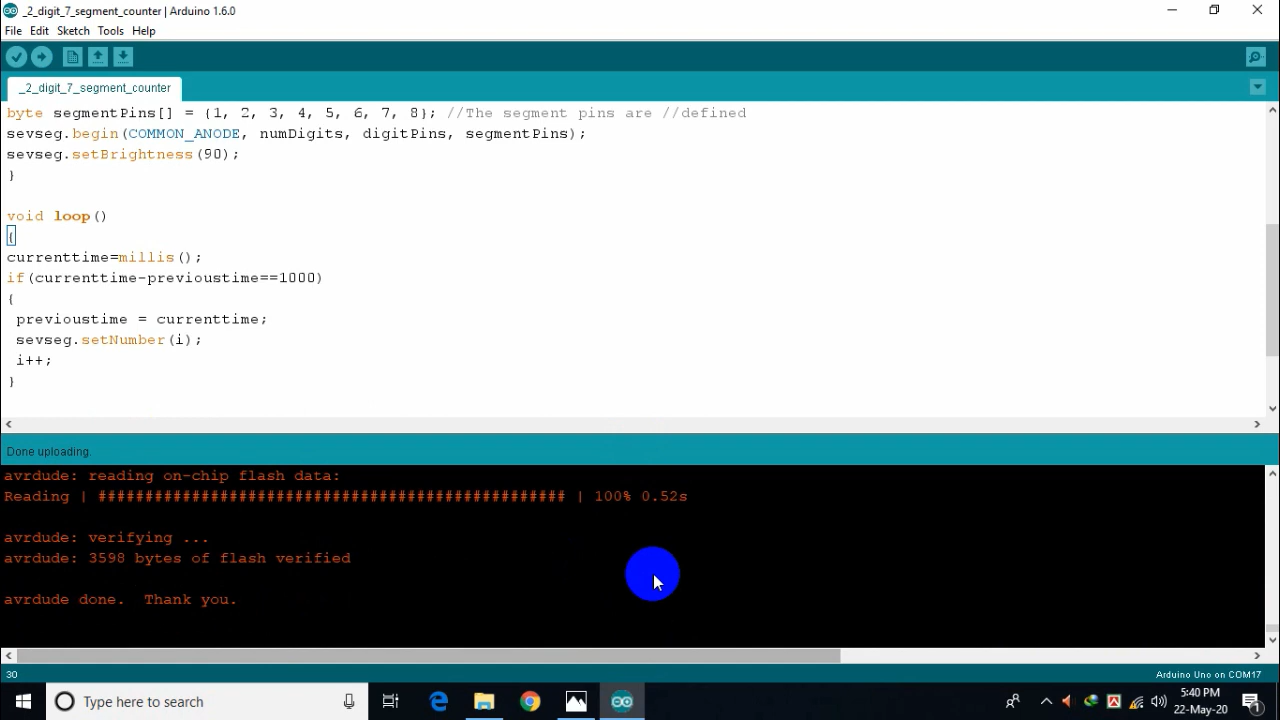 _2_digit_7_segment_counter | Arduino 1.6.0
File Edit Sketch Tools Help
_2_digit_7_segment_counter
byte segmentPins[] = {1, 2, 3, 4, 5, 6, 7, 8}; //The segment pins are //defined
sevseg.begin(COMMON_ANODE, numDigits, digitPins, segmentPins);
sevseg.setBrightness(90);
}
void loop()
{
currenttime=millis();
if(currenttime-previoustime==1000)
{
previoustime = currenttime;
sevseg.setNumber(i);
i++;
}
Done uploading.
avrdude: reading on-chip flash data:
Reading | ################################################## | 100% 0.52s
avrdude: verifying ...
avrdude: 3598 bytes of flash verified
avrdude done.  Thank you.
30
Arduino Uno on COM17
Type here to search
5:40 PM
22-May-20
1